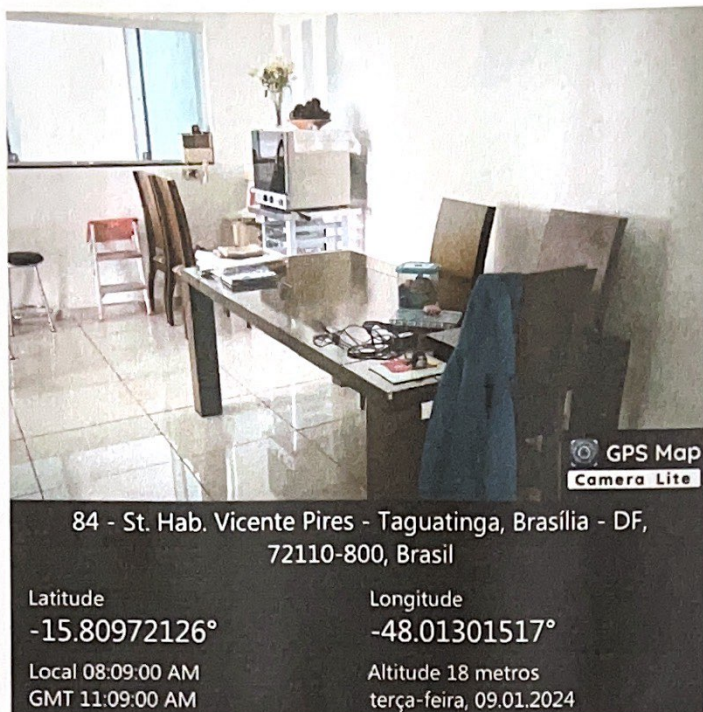 GPS Map
Camera Lite
84 - St. Hab. Vicente Pires - Taguatinga, Brasília - DF,
72110-800, Brasil
Latitude
-15.80972126°
Longitude
-48.01301517°
Local 08:09:00 AM
GMT 11:09:00 AM
Altitude 18 metros
terça-feira, 09.01.2024